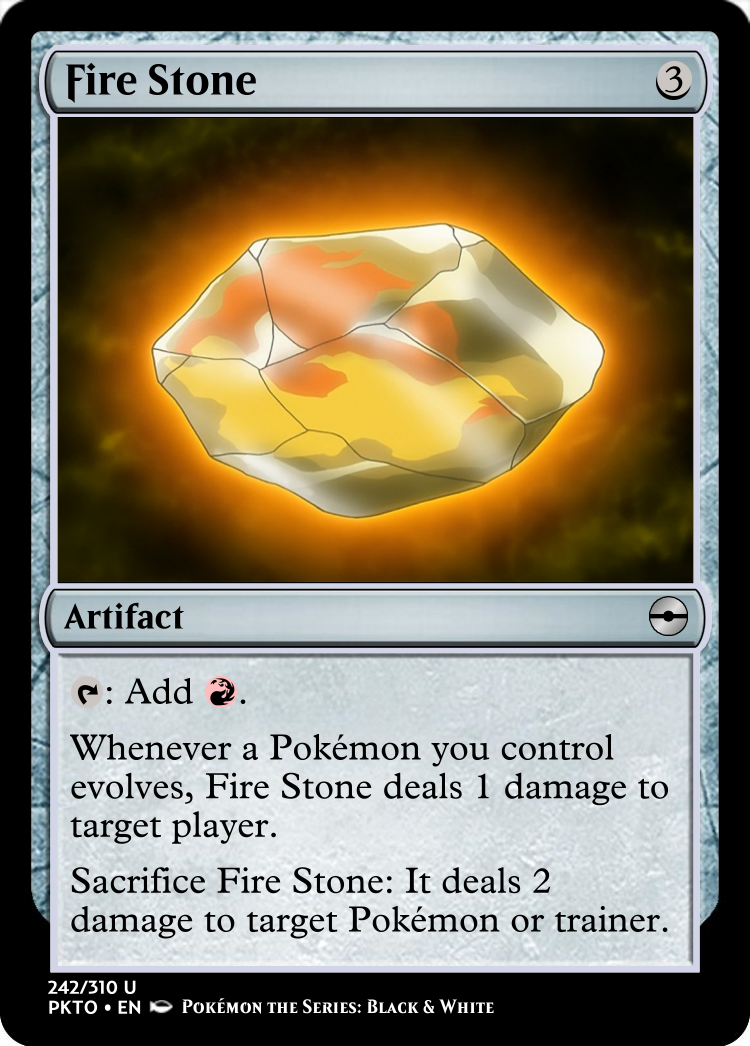 Fire Stone 3
Artifact
: Add .
Whenever a Pokémon you control
evolves, Fire Stone deals 1 damage to
target player.
Sacrifice Fire Stone: It deals 2
damage to target Pokémon or trainer.
242/310 U
PKTO • EN Pokémon the Series: Black & White